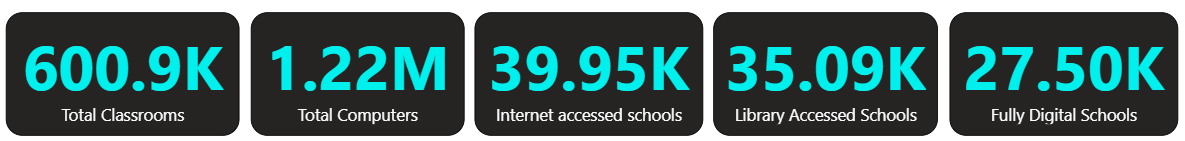 600.9K
Total Classrooms
1.22M
Total Computers
39.95K
Internet accessed schools
35.09K
Library Accessed Schools
27.50K
Fully Digital Schools